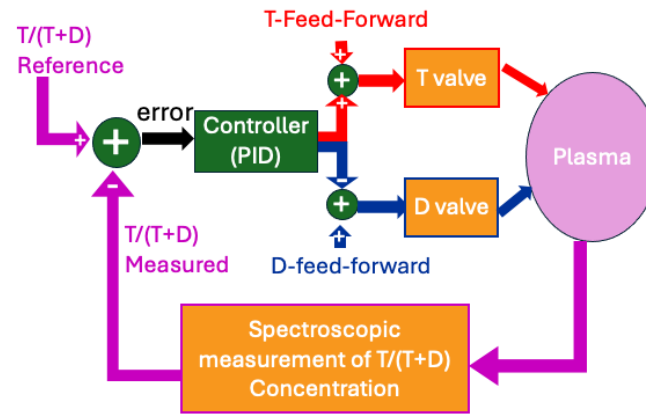 T-Feed-Forward
T/(T+D)
Reference
+
+
T valve
+
+
+
error
Controller
(PID)
Plasma
-
-
+
D valve
T/(T+D)
Measured
+
D-feed-forward
Spectroscopic
measurement of T/(T+D)
Concentration